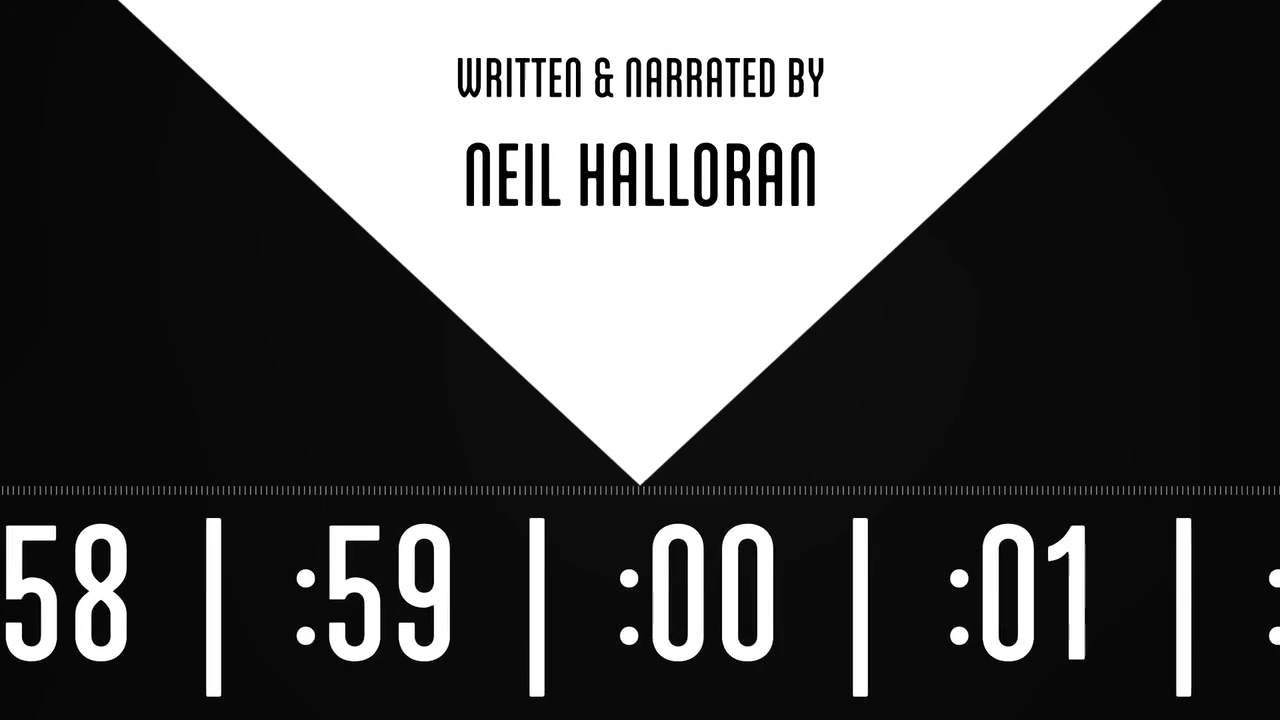 WRITTEN & NARRATED BY
NEIL HALLORAN
58 | :59 | :00 | :01 | :